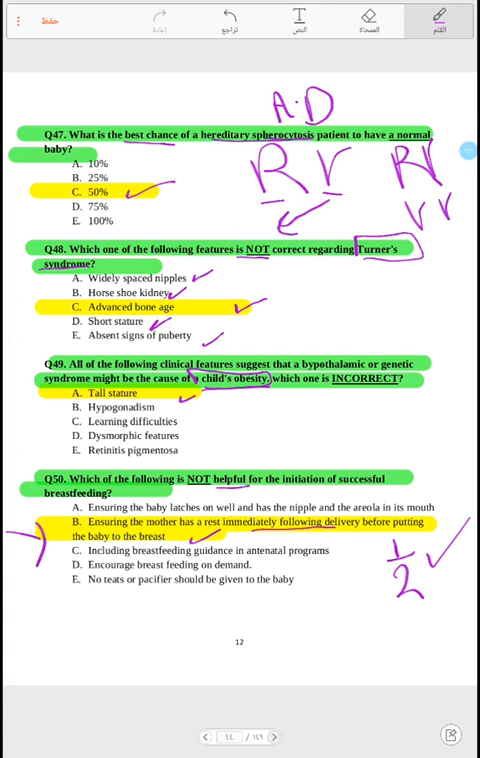 حفظ
إعادة
تراجع
النص
الممحاة
القلم
A.D
Q47. What is the best chance of a hereditary spherocytosis patient to have a normal
baby?
R r
R r
r r
A. 10%
B. 25%
C. 50%
D. 75%
E. 100%
Q48. Which one of the following features is NOT correct regarding Turner's
syndrome?
A. Widely spaced nipples
B. Horse shoe kidney
C. Advanced bone age
D. Short stature
E. Absent signs of puberty
Q49. All of the following clinical features suggest that a hypothalamic or genetic
syndrome might be the cause of a child's obesity. which one is INCORRECT?
A. Tall stature
B. Hypogonadism
C. Learning difficulties
D. Dysmorphic features
E. Retinitis pigmentosa
Q50. Which of the following is NOT helpful for the initiation of successful
breastfeeding?
A. Ensuring the baby latches on well and has the nipple and the areola in its mouth
B. Ensuring the mother has a rest immediately following delivery before putting
the baby to the breast
C. Including breastfeeding guidance in antenatal programs
D. Encourage breast feeding on demand.
E. No teats or pacifier should be given to the baby
1/2
12
٤٤ / ١٤٩